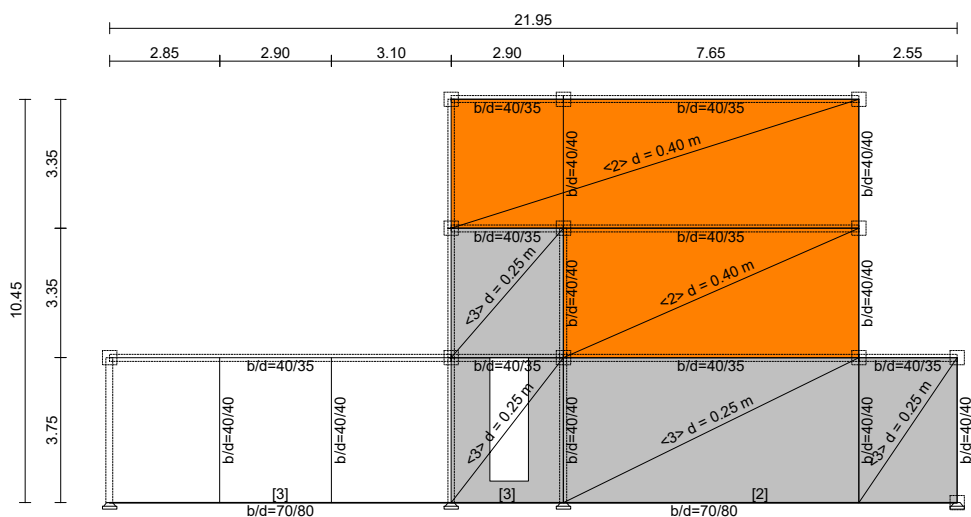 21.95
2.85 2.90 3.10 2.90 7.65 2.55
b/d=40/35 b/d=40/35
3.35
<2> d = 0.40 m
b/d=40/40 b/d=40/40
b/d=40/35 b/d=40/35
10.45
3.35
<3> d = 0.25 m
b/d=40/40
<2> d = 0.40 m
b/d=40/40
b/d=40/35 b/d=40/35 b/d=40/35 b/d=40/35
3.75
b/d=40/40 b/d=40/40
<3> d = 0.25 m
b/d=40/40
<3> d = 0.25 m
b/d=40/40
<3> d = 0.25 m
b/d=40/40
[3] [3] [2]
b/d=70/80 b/d=70/80